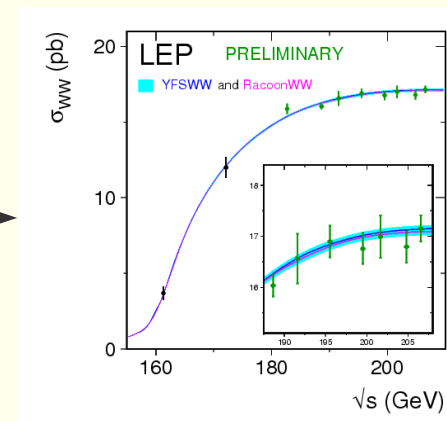 σWW (pb)
LEP PRELIMINARY
YFSWW and RacoonWW
20
10
0
18
17
16
190 195 200 205
160 180 200
√s (GeV)